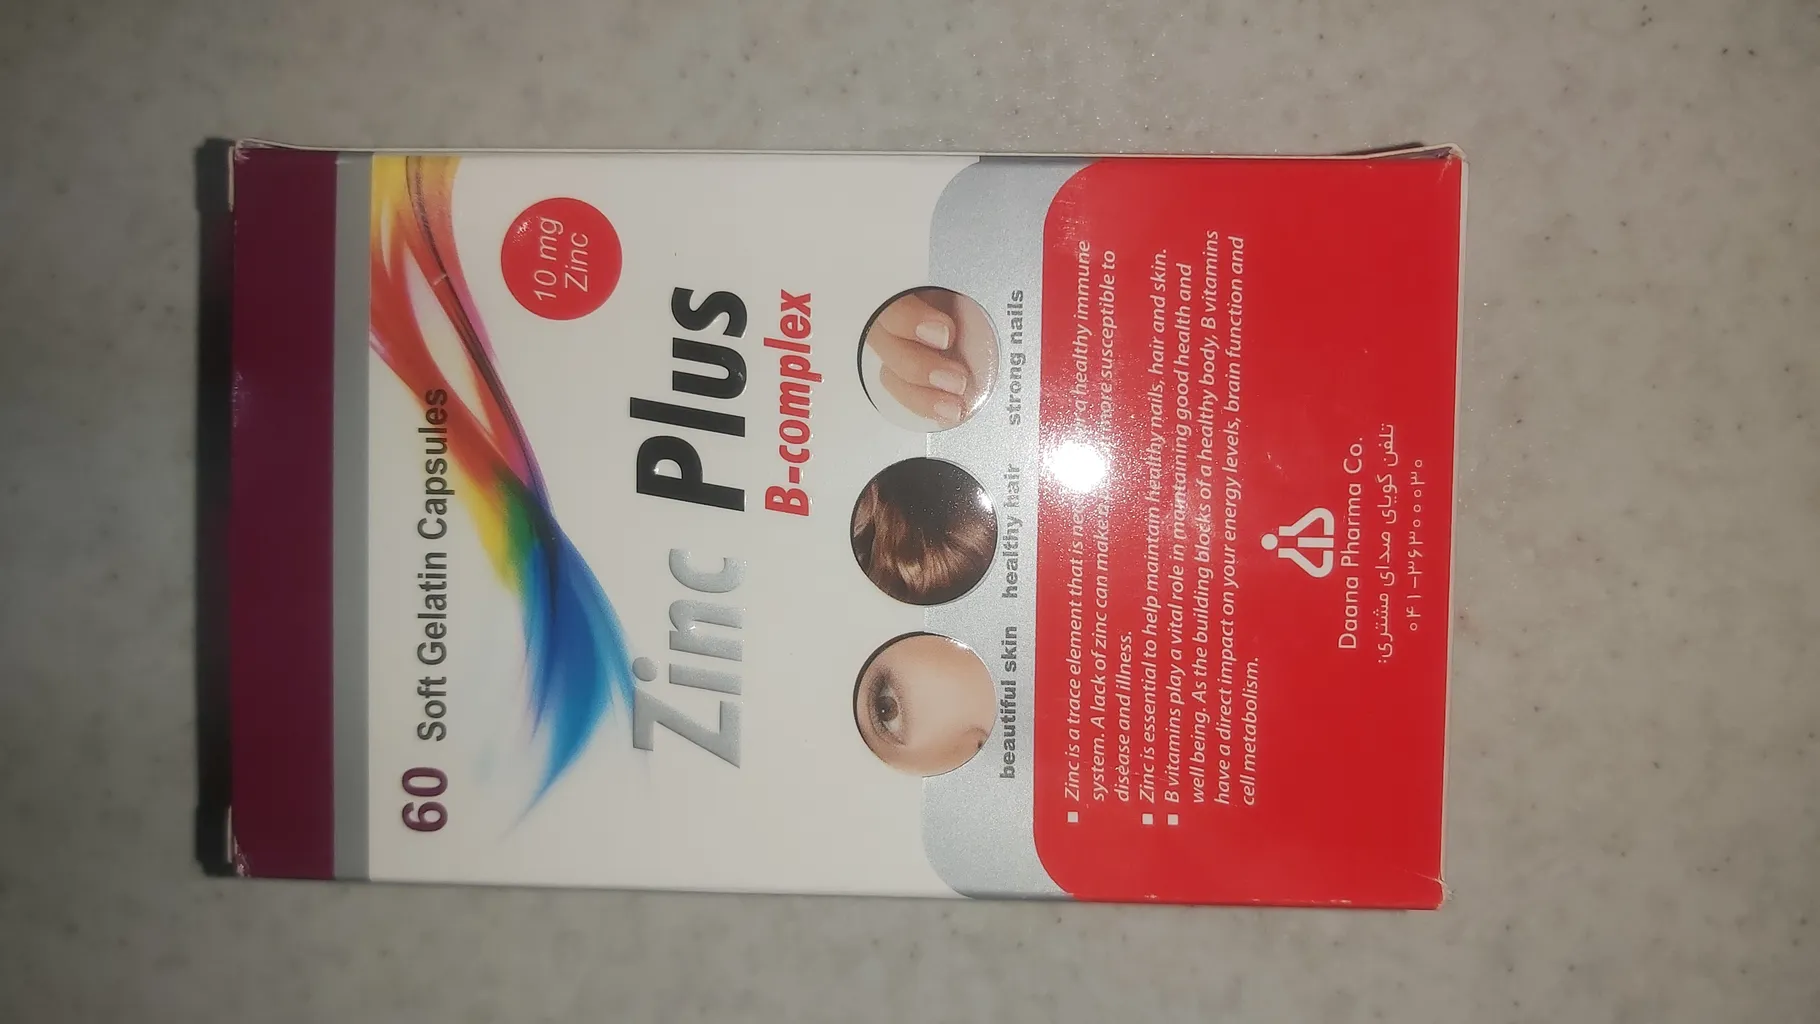 60 Soft Gelatin Capsules
10 mg
Zinc
Zinc Plus
B-complex
beautiful skin healthy hair strong nails
▪ Zinc is a trace element that is healthy immune
system. A lack of zinc can make more susceptible to
disease and illness.
▪ Zinc is essential to help maintain healthy nails, hair and skin.
▪ B vitamins play a vital role in maintaining good health and
well being. As the building blocks of a healthy body, B vitamins
have a direct impact on your energy levels, brain function and
cell metabolism.
Daana Pharma Co.
تلفن گویای صدای مشتری:
۰۴۱-۳۶۳۰۰۰۳۰